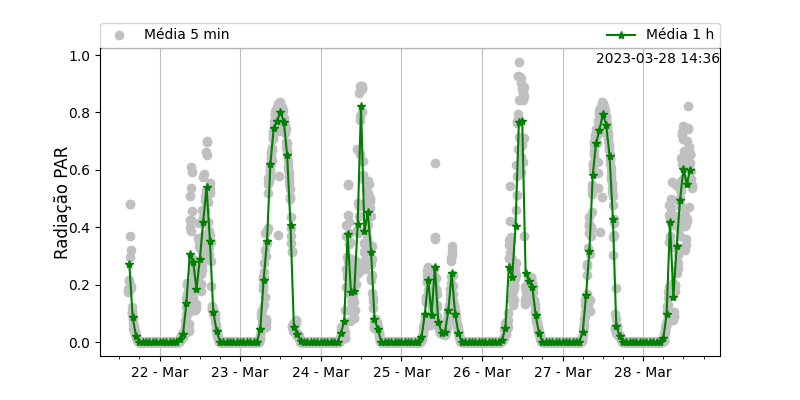 Média 5 min
Média 1 h
2023-03-28 14:36
Radiação PAR
1.0
0.8
0.6
0.4
0.2
0.0
22 - Mar
23 - Mar
24 - Mar
25 - Mar
26 - Mar
27 - Mar
28 - Mar